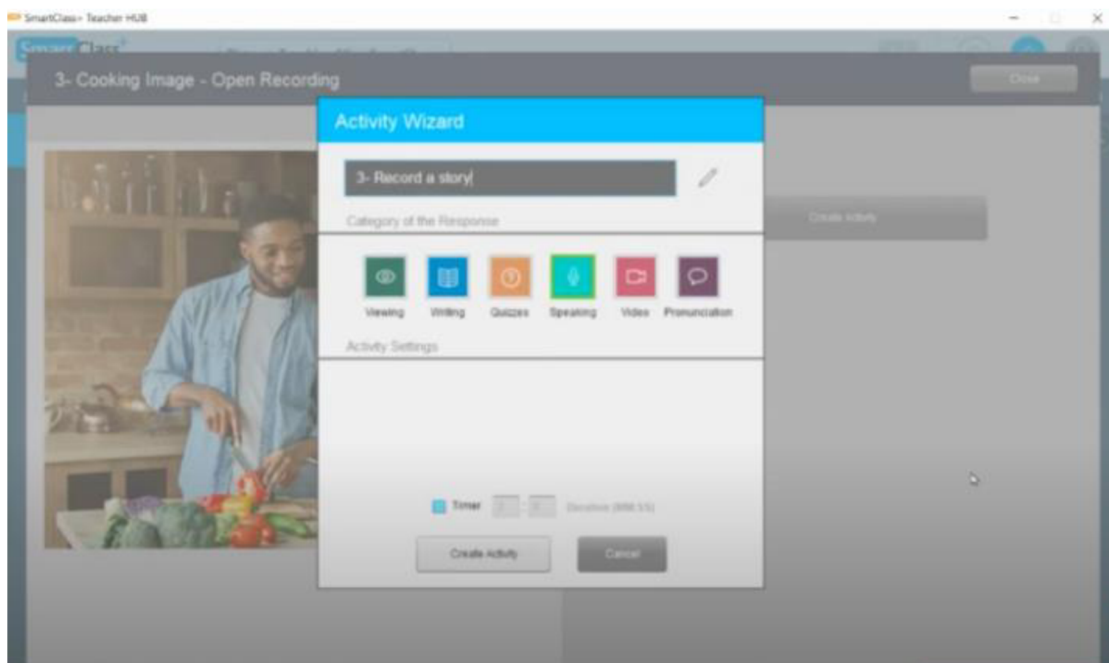 SmartClass+ Teacher HUB
3- Cooking Image - Open Recording
Close
Activity Wizard
3- Record a story
Category of the Response
Create Activity
Viewing Writing Quizzes Speaking Video Pronunciation
Activity Settings
Timer
Create Activity Cancel